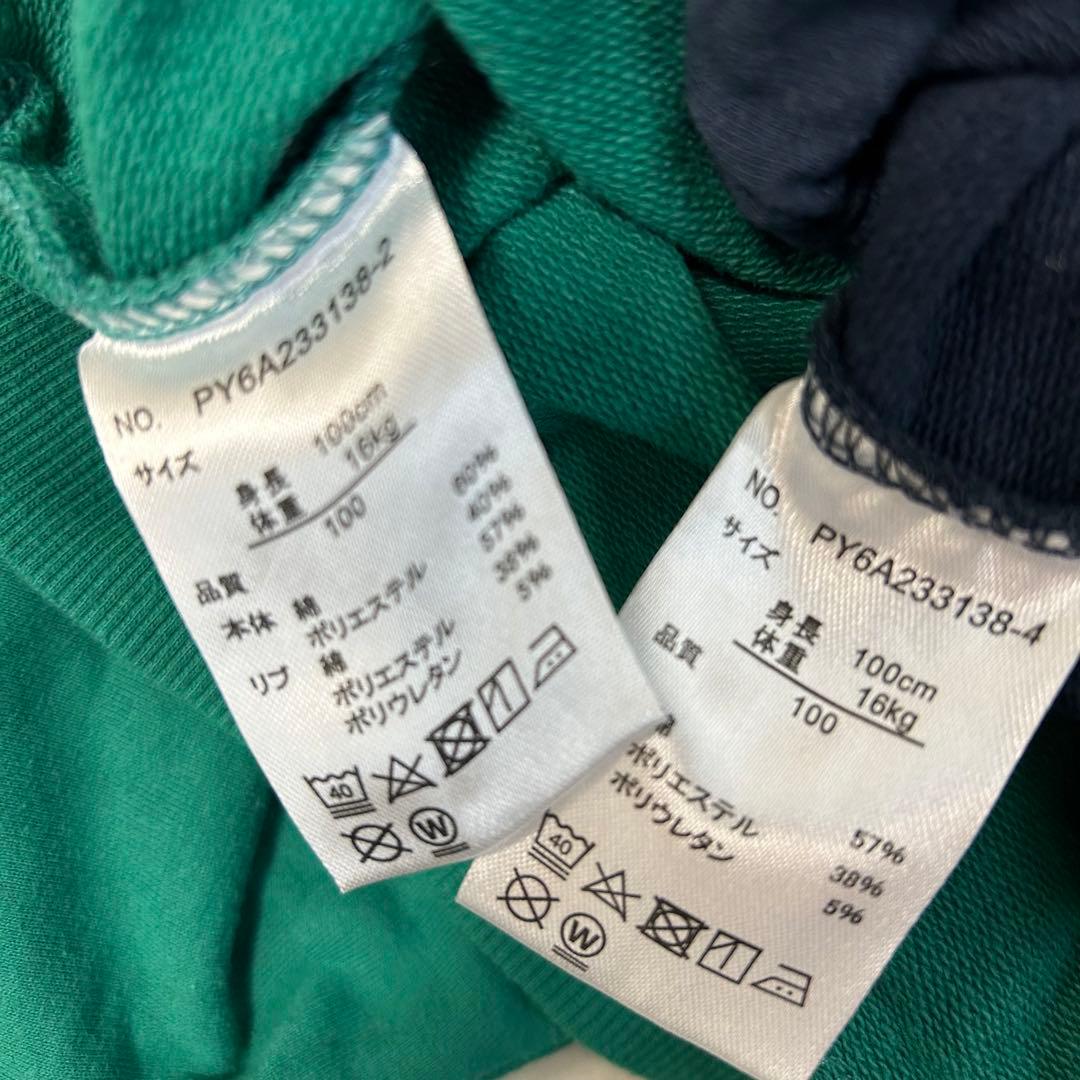 NO. PY6A233138-2
サイズ
身長 100cm
体重 16kg
100
品質
本体 綿 60%
ポリエステル 40%
リブ 綿 57%
ポリエステル 38%
ポリウレタン 5%
40
W
NO. PY6A233138-4
サイズ
身長 100cm
体重 16kg
100
品質
綿 57%
ポリエステル 38%
ポリウレタン 5%
40
W